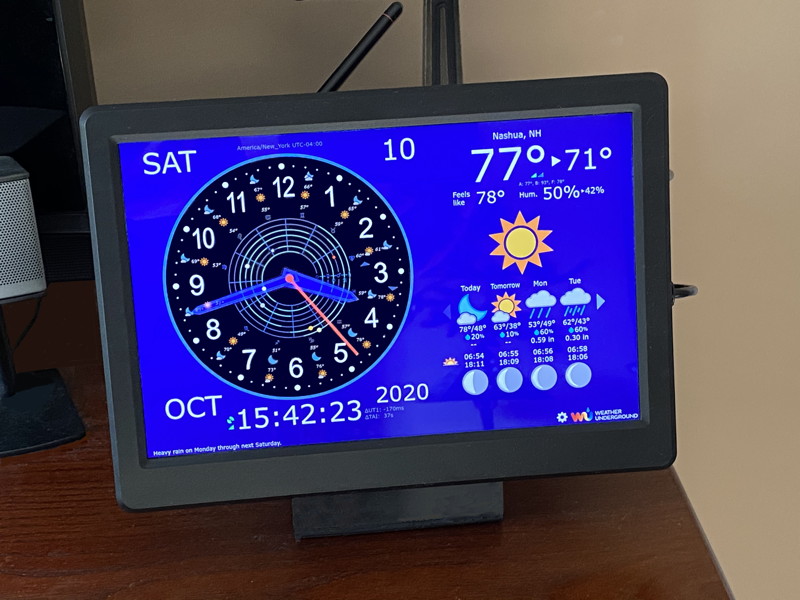 SAT
America/New_York UTC-04:00
10
12
1
2
3
4
5
6
7
8
9
10
11
OCT
15:42:23
ΔUT1: -170ms
ΔTAI: 37s
2020
Heavy rain on Monday through next Saturday.
Nashua, NH
77° ▸ 71°
Feels like 78° Hum. 50% ▸42%
Today Tomorrow Mon Tue
78°/48° 63°/38° 53°/49° 62°/43°
20% 10% 60% 60%
-- -- 0.59 in 0.30 in
06:54 06:55 06:56 06:58
18:11 18:09 18:08 18:06
WEATHER
UNDERGROUND